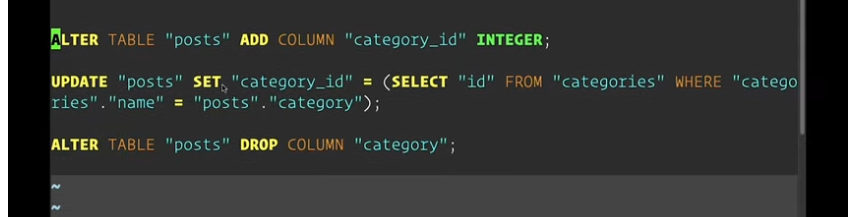 ALTER TABLE "posts" ADD COLUMN "category_id" INTEGER;
UPDATE "posts" SET "category_id" = (SELECT "id" FROM "categories" WHERE "catego
ries"."name" = "posts"."category");
ALTER TABLE "posts" DROP COLUMN "category";
~
~